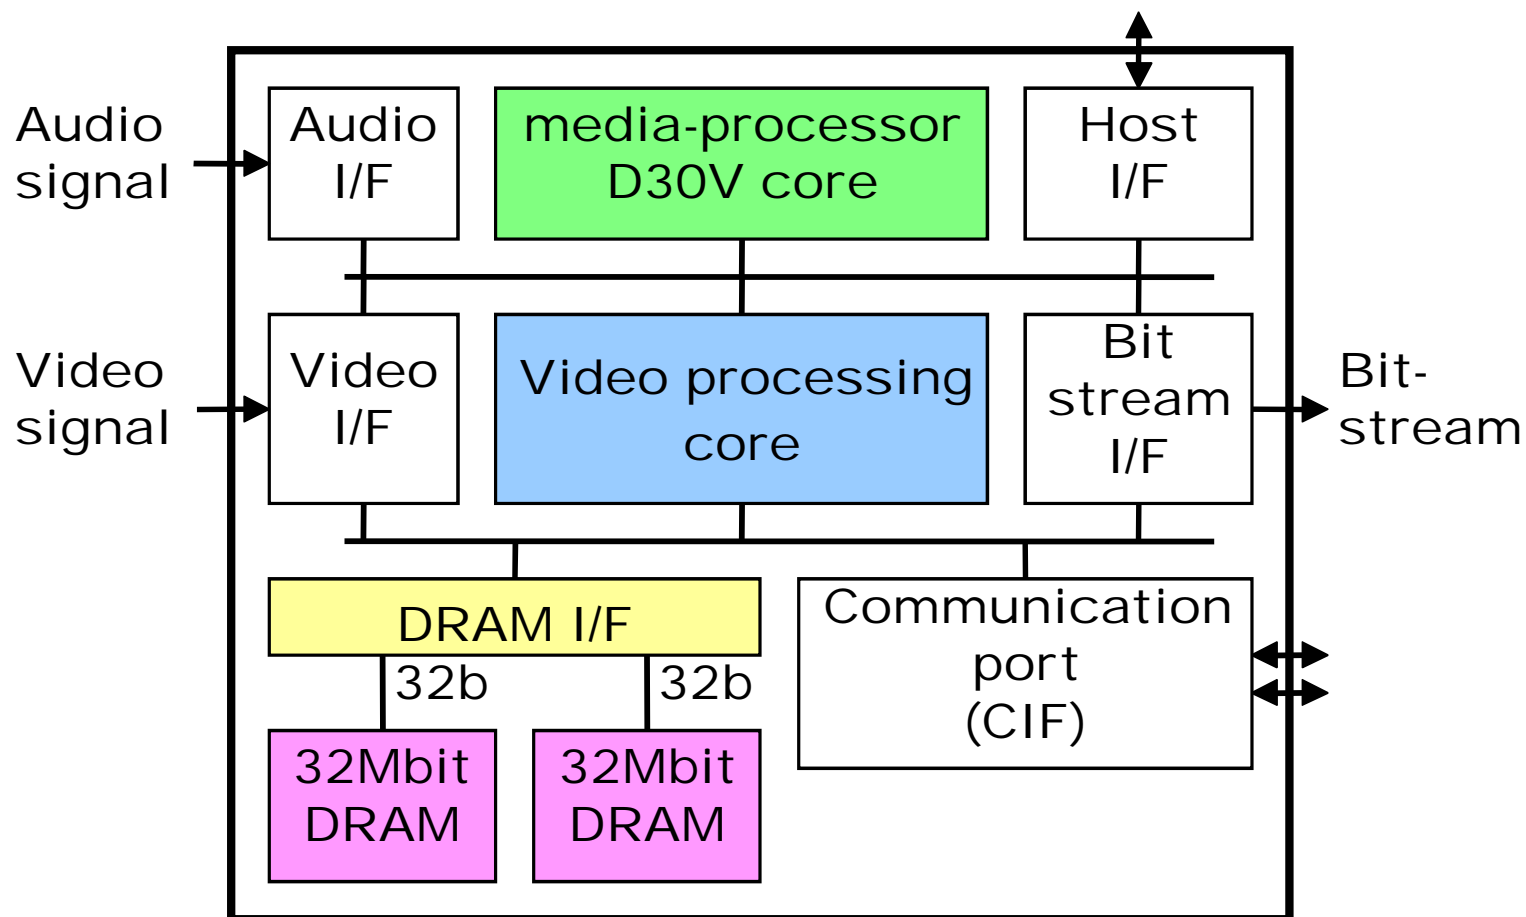 Audio
signal
Audio
I/F
media-processor
D30V core
Host
I/F
Video
signal
Video
I/F
Video processing
core
Bit
stream
I/F
Bit-
stream
DRAM I/F
32b
32b
32Mbit
DRAM
32Mbit
DRAM
Communication
port
(CIF)